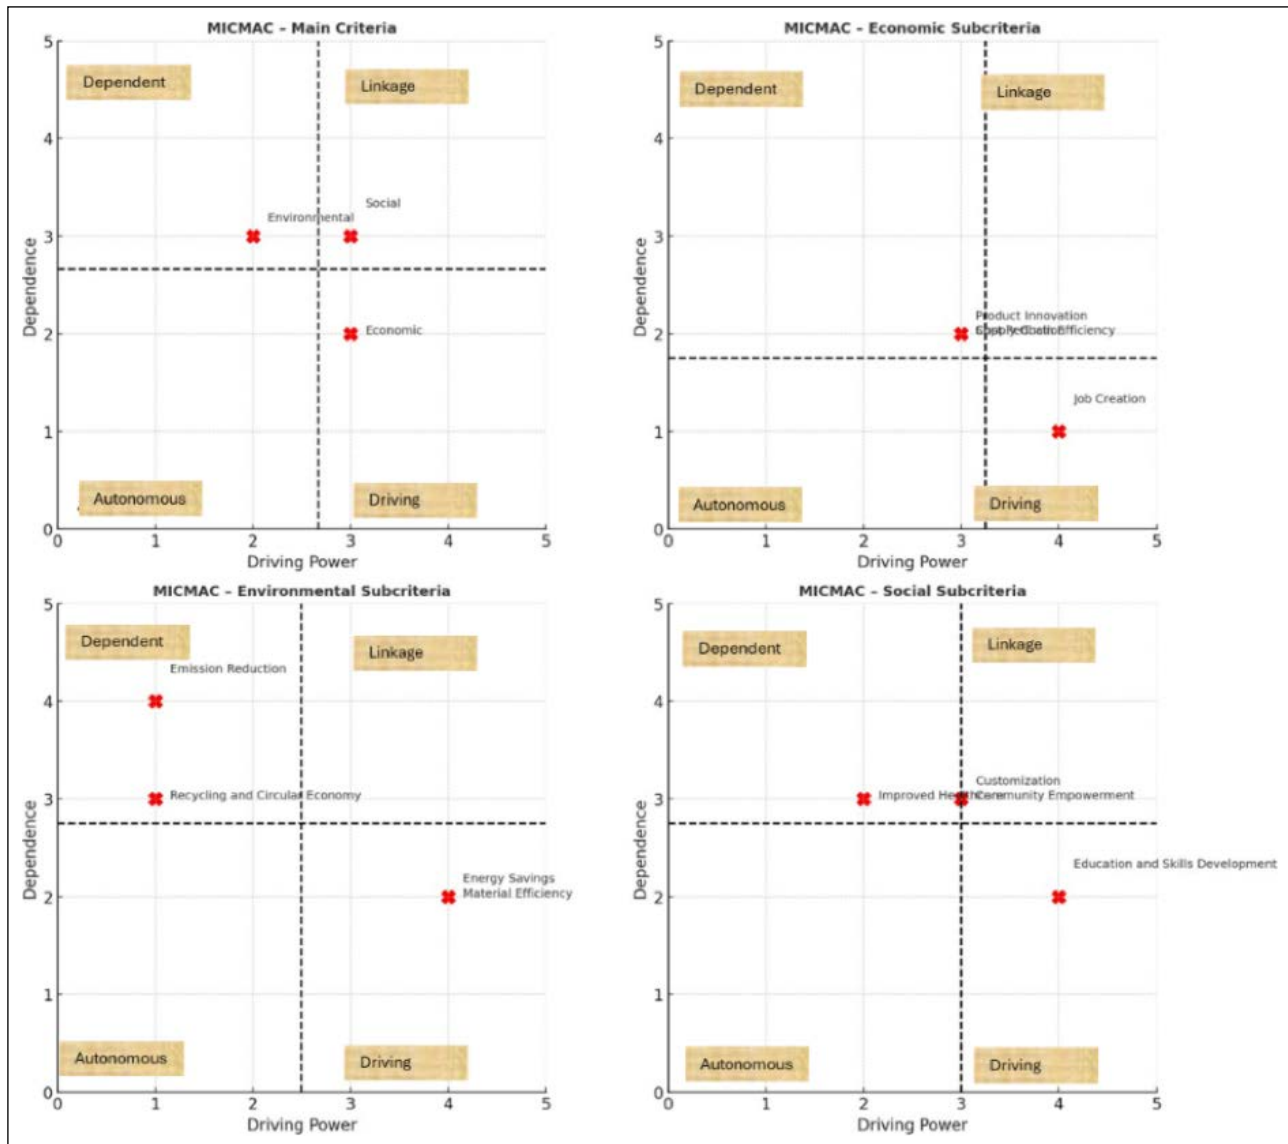 MICMAC – Main Criteria
5
4
3
2
1
0
Dependence
Dependent
Linkage
Social
Environmental
Economic
Autonomous
Driving
0 1 2 3 4 5
Driving Power
MICMAC – Economic Subcriteria
5
4
3
2
1
0
Dependence
Dependent
Linkage
Product Innovation
Efficiency
Job Creation
Autonomous
Driving
0 1 2 3 4 5
Driving Power
MICMAC – Environmental Subcriteria
5
4
3
2
1
0
Dependence
Dependent
Linkage
Emission Reduction
Recycling and Circular Economy
Energy Savings
Material Efficiency
Autonomous
Driving
0 1 2 3 4 5
Driving Power
MICMAC – Social Subcriteria
5
4
3
2
1
0
Dependence
Dependent
Linkage
Customization
Improved
Community Empowerment
Education and Skills Development
Autonomous
Driving
0 1 2 3 4 5
Driving Power